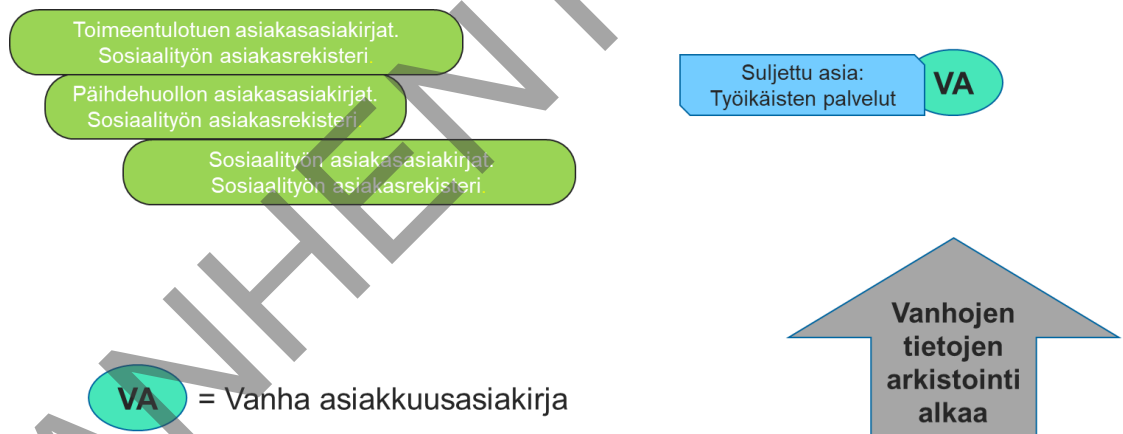 Toimeentulotuen asiakasasiakirjat.
Sosiaalityön asiakasrekisteri.
Päihdehuollon asiakasasiakirjat.
Sosiaalityön asiakasrekisteri.
Sosiaalityön asiakasasiakirjat.
Sosiaalityön asiakasrekisteri.
Suljettu asia:
Työikäisten palvelut
VA
Vanhojen
tietojen
arkistointi
alkaa
VA = Vanha asiakkuusasiakirja